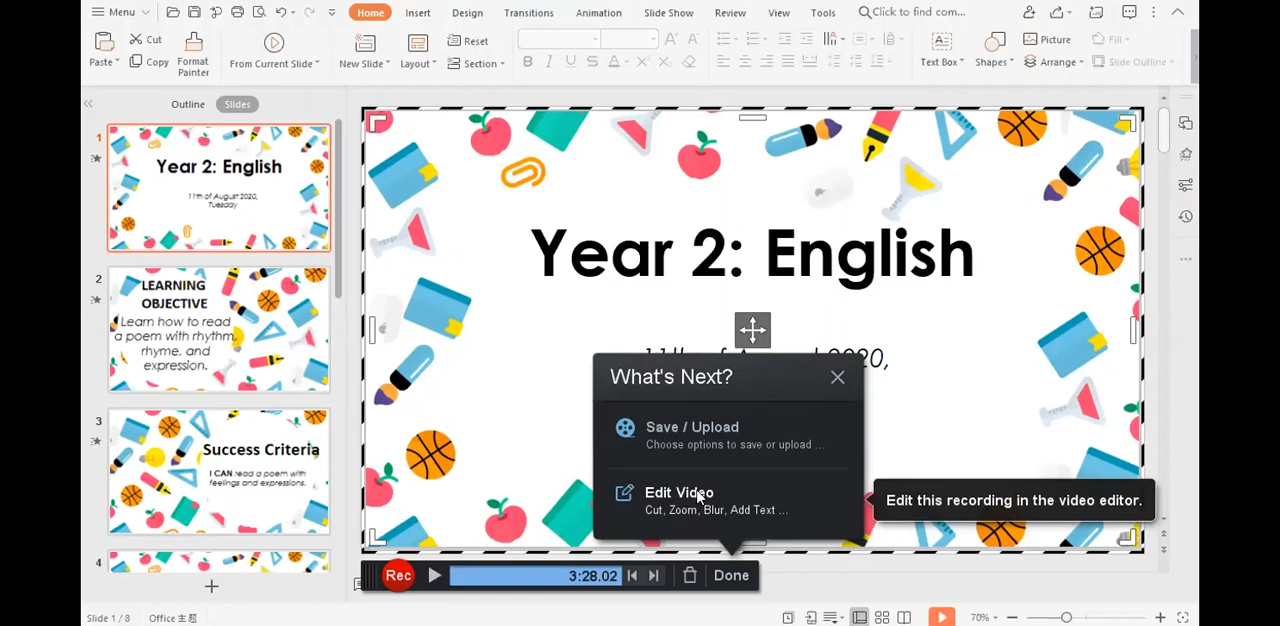 Menu
Home Insert Design Transitions Animation Slide Show Review View Tools Click to find com...
Paste Cut Copy Format Painter From Current Slide New Slide Layout Reset Section Text Box Shapes Picture Arrange Fill Slide Outline
Outline Slides
1
Year 2: English
11th of August 2020,
Tuesday
2
LEARNING
OBJECTIVE
Learn how to read
a poem with rhythm,
rhyme, and
expression.
3
Success Criteria
I CAN read a poem with
feelings and expressions.
4
Year 2: English
11th of August 2020,
What's Next?
Save / Upload
Choose options to save or upload ...
Edit Video
Cut, Zoom, Blur, Add Text ...
Edit this recording in the video editor.
Rec 3:28.02 Done
Slide 1 / 8 Office 主题 70%